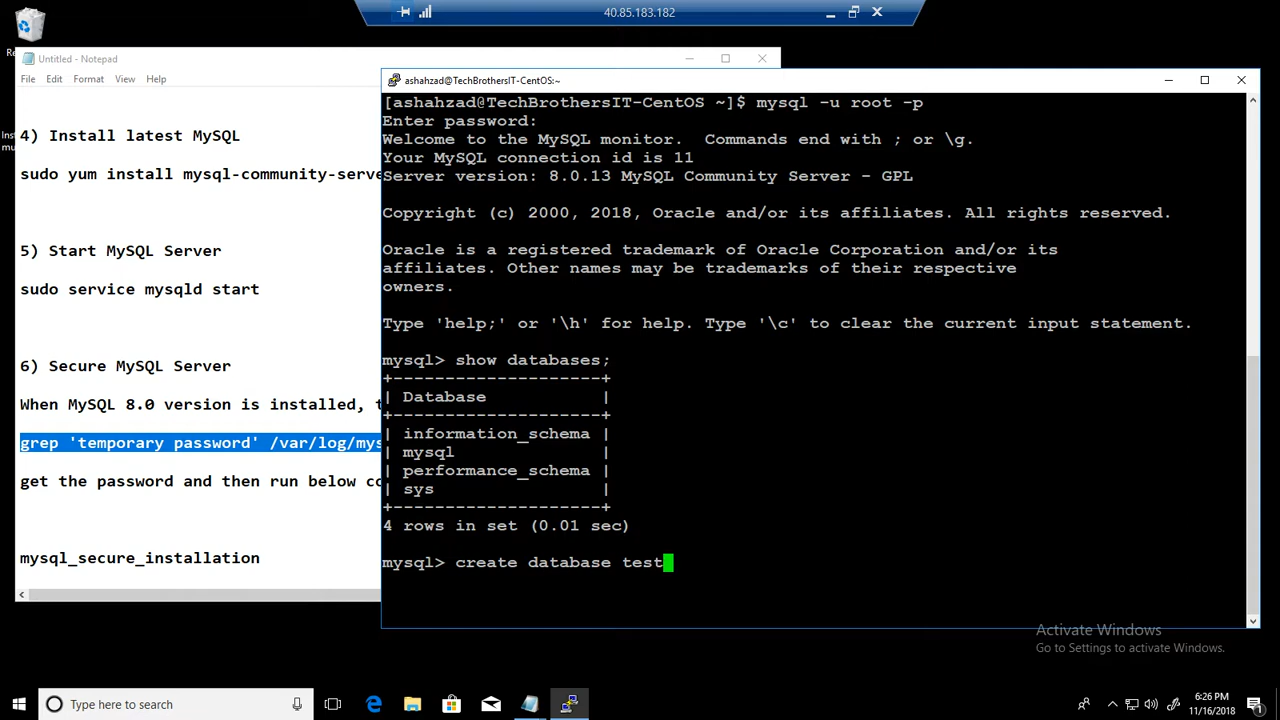 40.85.183.182
Untitled - Notepad
File Edit Format View Help
4) Install latest MySQL
sudo yum install mysql-community-serve
5) Start MySQL Server
sudo service mysqld start
6) Secure MySQL Server
When MySQL 8.0 version is installed, t
grep 'temporary password' /var/log/mys
get the password and then run below co
mysql_secure_installation
ashahzad@TechBrothersIT-CentOS:~
[ashahzad@TechBrothersIT-CentOS ~]$ mysql -u root -p
Enter password:
Welcome to the MySQL monitor.  Commands end with ; or \g.
Your MySQL connection id is 11
Server version: 8.0.13 MySQL Community Server - GPL
Copyright (c) 2000, 2018, Oracle and/or its affiliates. All rights reserved.
Oracle is a registered trademark of Oracle Corporation and/or its
affiliates. Other names may be trademarks of their respective
owners.
Type 'help;' or '\h' for help. Type '\c' to clear the current input statement.
mysql> show databases;
+--------------------+
| Database           |
+--------------------+
| information_schema |
| mysql              |
| performance_schema |
| sys                |
+--------------------+
4 rows in set (0.01 sec)
mysql> create database test
Activate Windows
Go to Settings to activate Windows.
Type here to search
6:26 PM
11/16/2018
1